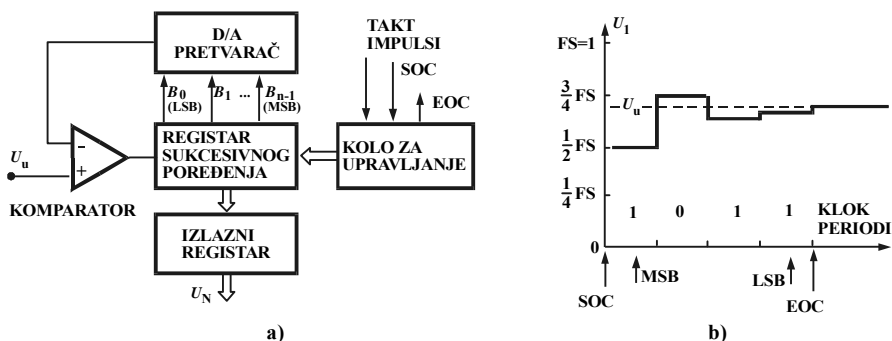 D/A
PRETVARAČ
TAKT
IMPULSI
SOC
EOC
B0 B1 ... Bn-1
(LSB) (MSB)
Uu
-
+
KOMPARATOR
REGISTAR
SUKCESIVNOG
POREĐENJA
KOLO ZA
UPRAVLJANJE
IZLAZNI
REGISTAR
UN
a)
U1
FS=1
3/4 FS
Uu
1/2 FS
1/4 FS
1 0 1 1 KLOK
PERIODI
0
MSB LSB
SOC EOC
b)